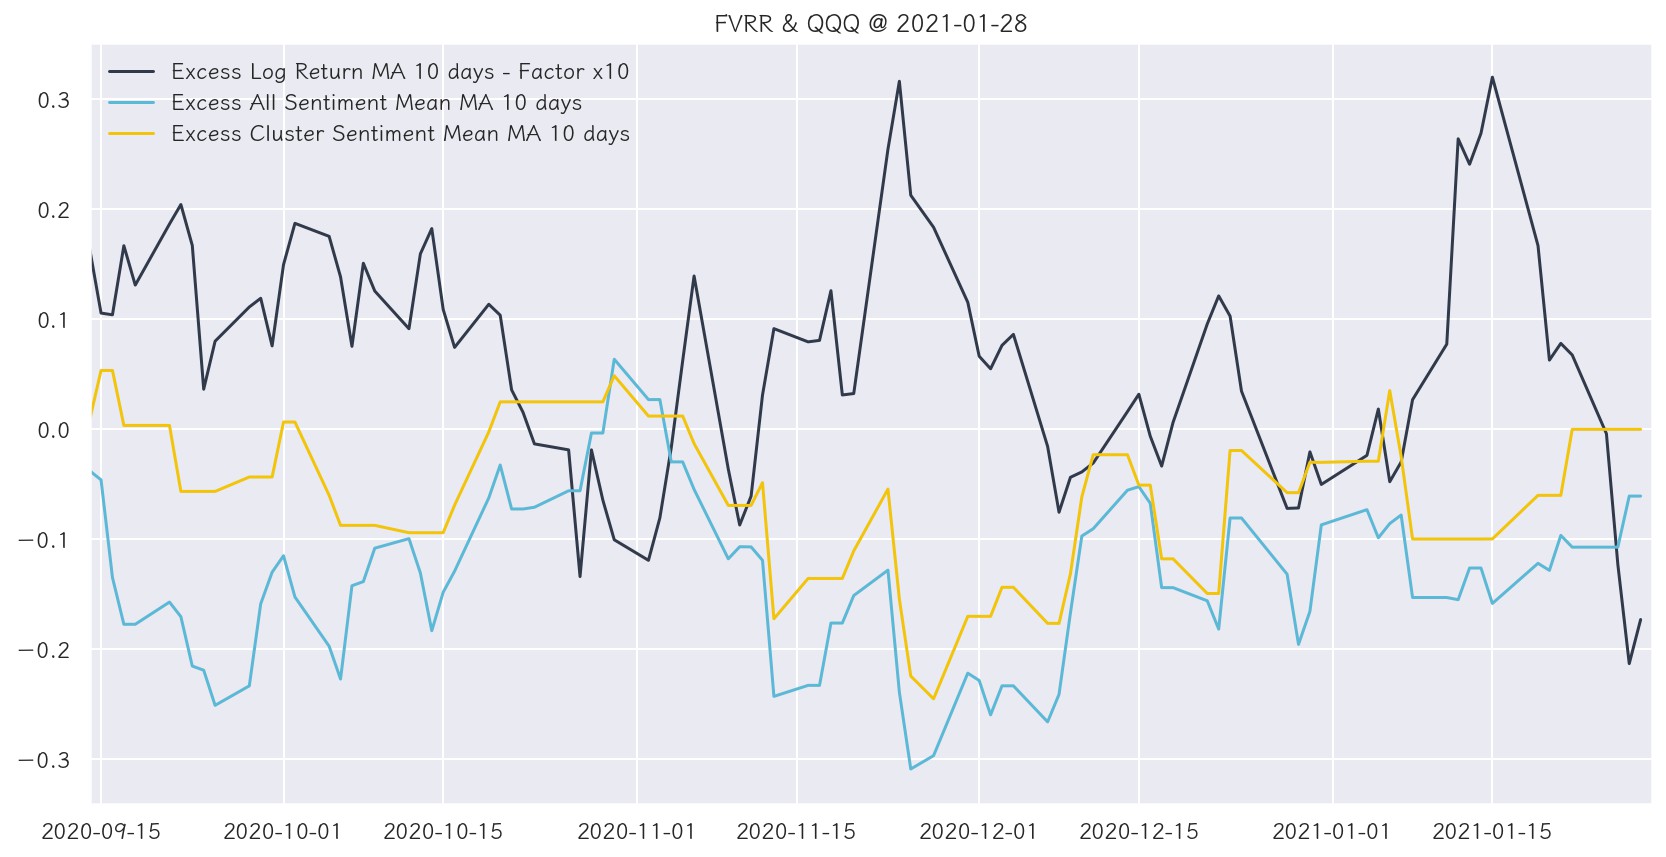 FVRR & QQQ @ 2021-01-28
Excess Log Return MA 10 days - Factor x10
Excess All Sentiment Mean MA 10 days
Excess Cluster Sentiment Mean MA 10 days
0.3
0.2
0.1
0.0
−0.1
−0.2
−0.3
2020-09-15 2020-10-01 2020-10-15 2020-11-01 2020-11-15 2020-12-01 2020-12-15 2021-01-01 2021-01-15